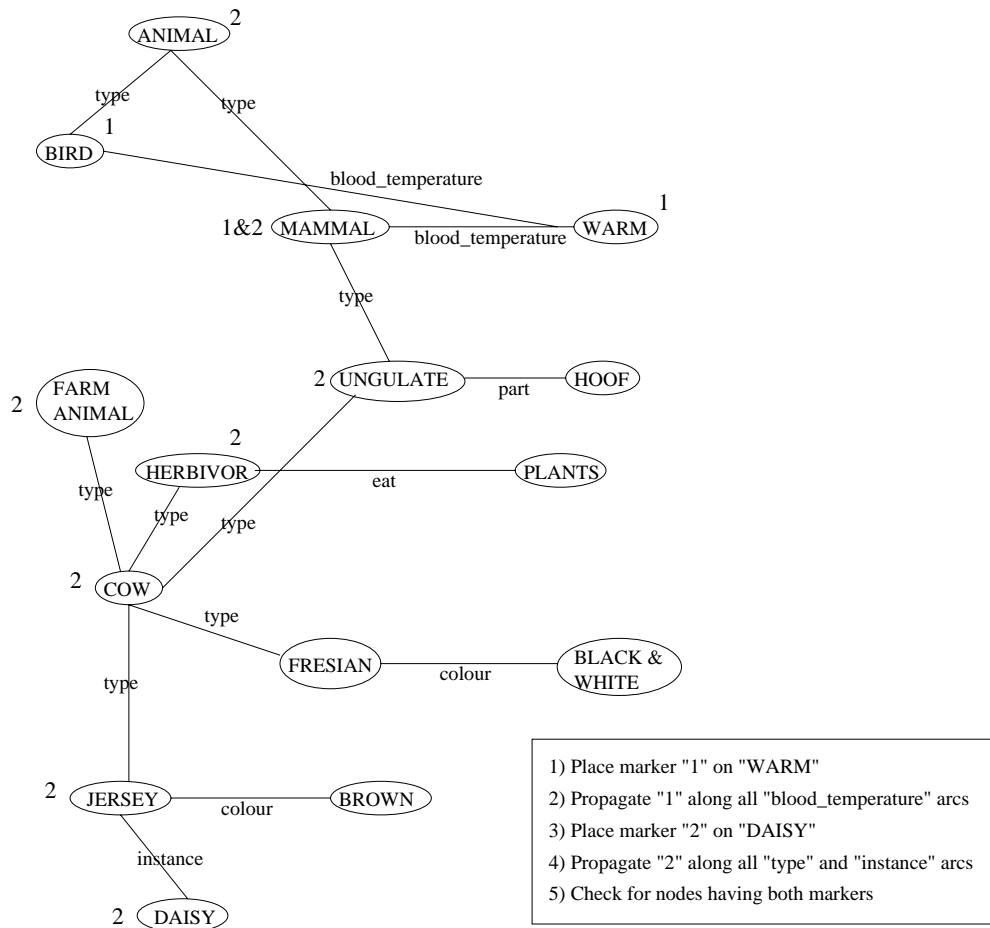 2
ANIMAL
type
type
1
BIRD
blood_temperature
1
1&2
MAMMAL
blood_temperature
WARM
type
2
UNGULATE
part
HOOF
2
FARM
ANIMAL
2
HERBIVOR
eat
PLANTS
type
type
type
2
COW
type
FRESIAN
colour
BLACK &
WHITE
type
2
JERSEY
colour
BROWN
instance
2
DAISY
1) Place marker "1" on "WARM"
2) Propagate "1" along all "blood_temperature" arcs
3) Place marker "2" on "DAISY"
4) Propagate "2" along all "type" and "instance" arcs
5) Check for nodes having both markers